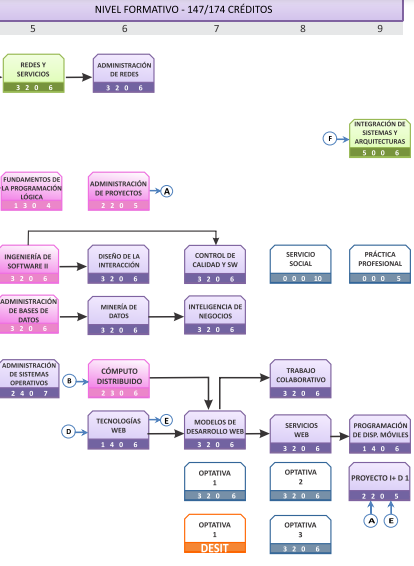 NIVEL FORMATIVO - 147/174 CRÉDITOS
5 6 7 8 9
REDES Y
SERVICIOS
3 2 0 6
ADMINISTRACIÓN
DE REDES
3 2 0 6
F
INTEGRACIÓN DE
SISTEMAS Y
ARQUITECTURAS
5 0 0 6
FUNDAMENTOS DE
LA PROGRAMACIÓN
LÓGICA
1 3 0 4
ADMINISTRACIÓN
DE PROYECTOS
2 2 0 5
A
INGENIERÍA DE
SOFTWARE II
3 2 0 6
DISEÑO DE LA
INTERACCIÓN
3 2 0 6
CONTROL DE
CALIDAD Y SW
3 2 0 6
SERVICIO
SOCIAL
0 0 0 10
PRÁCTICA
PROFESIONAL
0 0 0 5
ADMINISTRACIÓN
DE BASES DE
DATOS
3 2 0 6
MINERÍA DE
DATOS
3 2 0 6
INTELIGENCIA DE
NEGOCIOS
3 2 0 6
ADMINISTRACIÓN
DE SISTEMAS
OPERATIVOS
2 4 0 7
B
CÓMPUTO
DISTRIBUIDO
2 3 0 6
TRABAJO
COLABORATIVO
3 2 0 6
D
TECNOLOGÍAS
WEB
1 4 0 6
E
MODELOS DE
DESARROLLO WEB
3 2 0 6
SERVICIOS
WEB
3 2 0 6
PROGRAMACIÓN
DE DISP. MÓVILES
1 4 0 6
OPTATIVA
1
3 2 0 6
OPTATIVA
2
3 2 0 6
PROYECTO I+ D 1
2 2 0 5
A E
OPTATIVA
1
DESIT
OPTATIVA
3
3 2 0 6